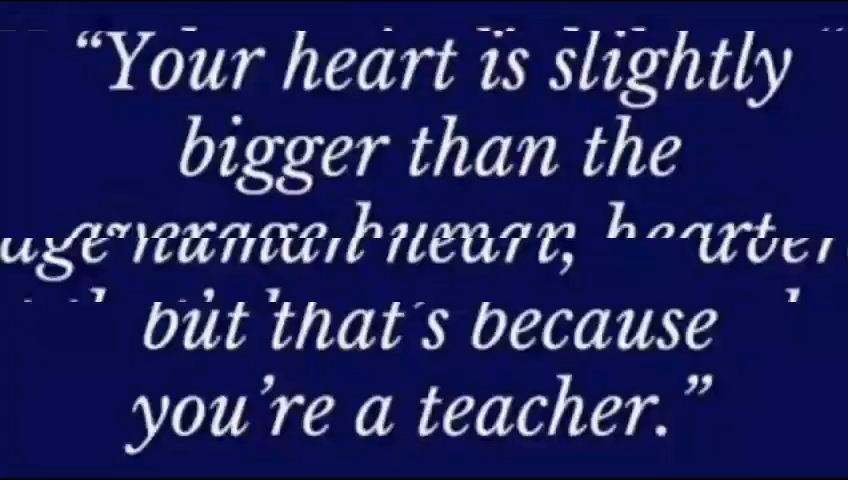 “Your heart is slightly
bigger than the
average human heart,
but that’s because
you’re a teacher.”